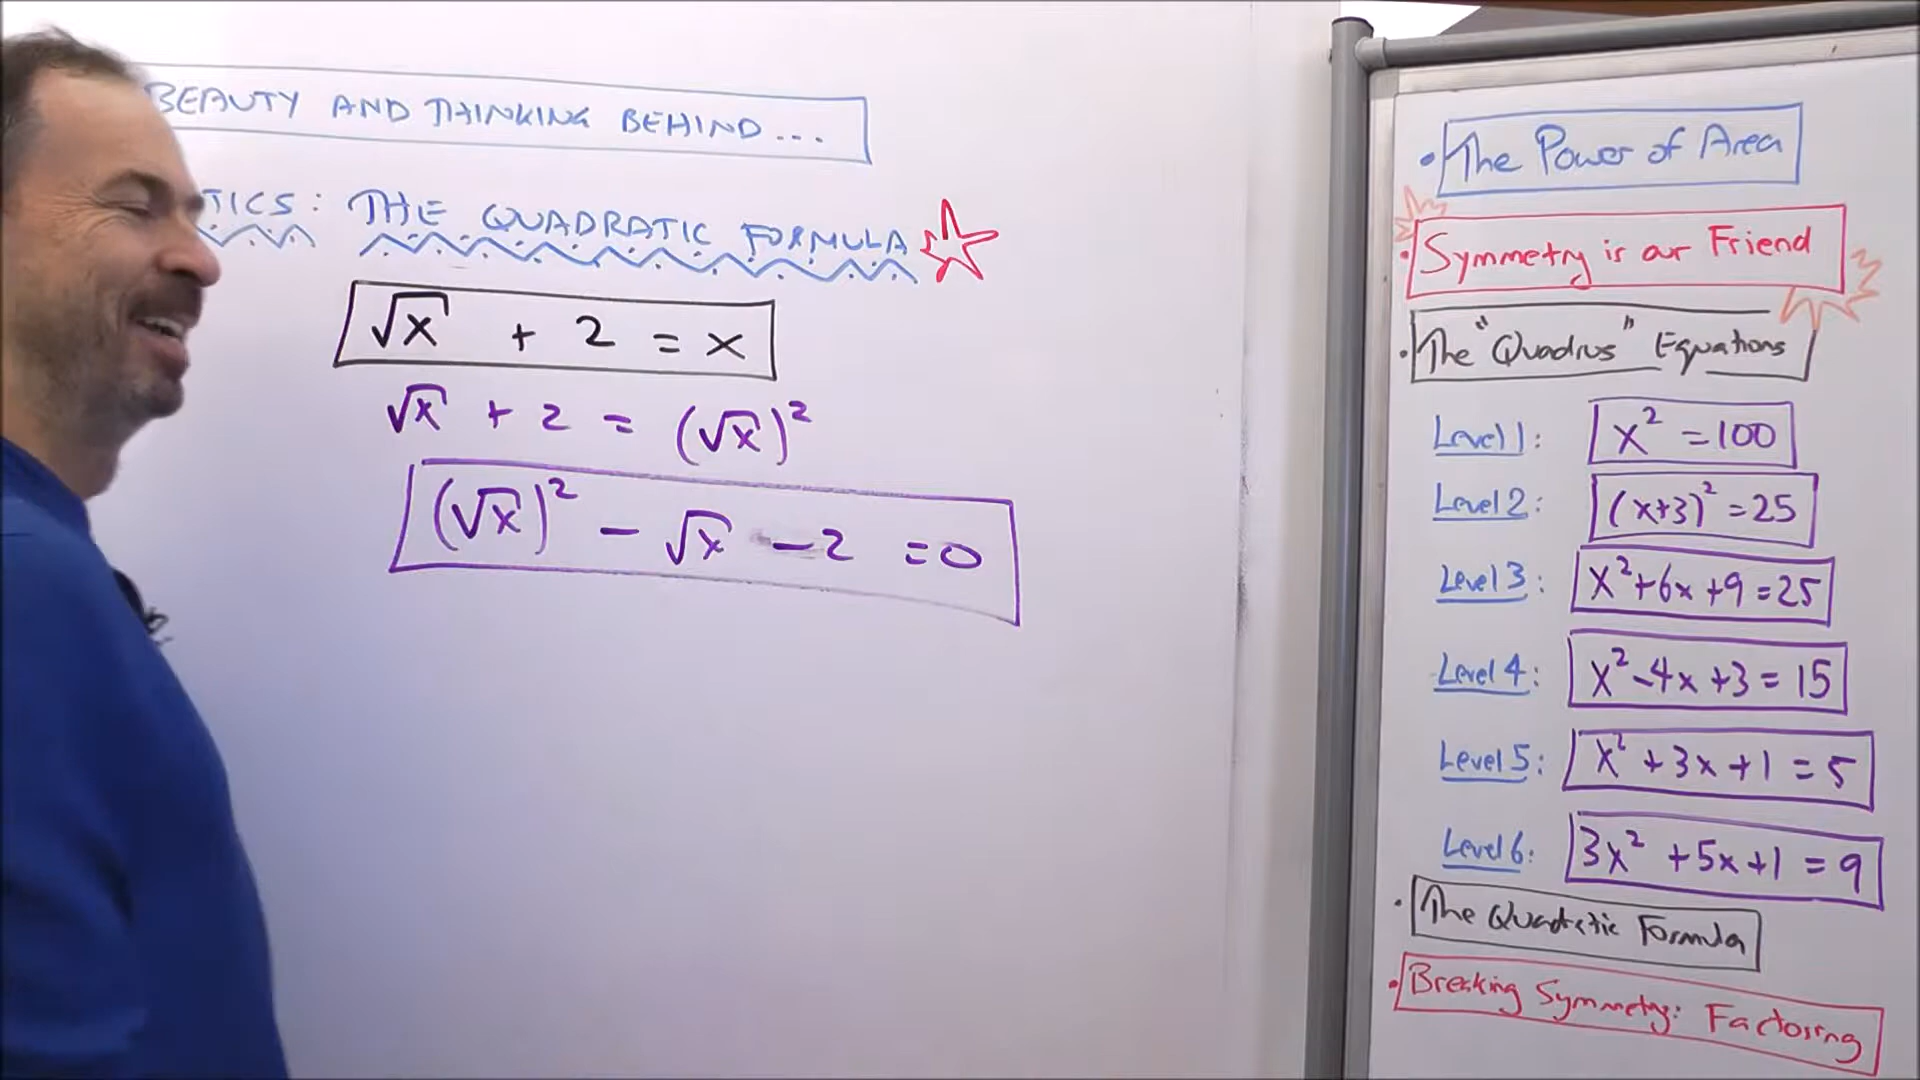 BEAUTY AND THINKING BEHIND...
TICS: THE QUADRATIC FORMULA
√x + 2 = x
√x + 2 = (√x)²
(√x)² - √x - 2 = 0
• The Power of Area
• Symmetry is our Friend
• The "Quadrus" Equations
Level 1: x² = 100
Level 2: (x+3)² = 25
Level 3: x² + 6x + 9 = 25
Level 4: x² - 4x + 3 = 15
Level 5: x² + 3x + 1 = 5
Level 6: 3x² + 5x + 1 = 9
• The Quadratic Formula
• Breaking Symmetry: Factoring